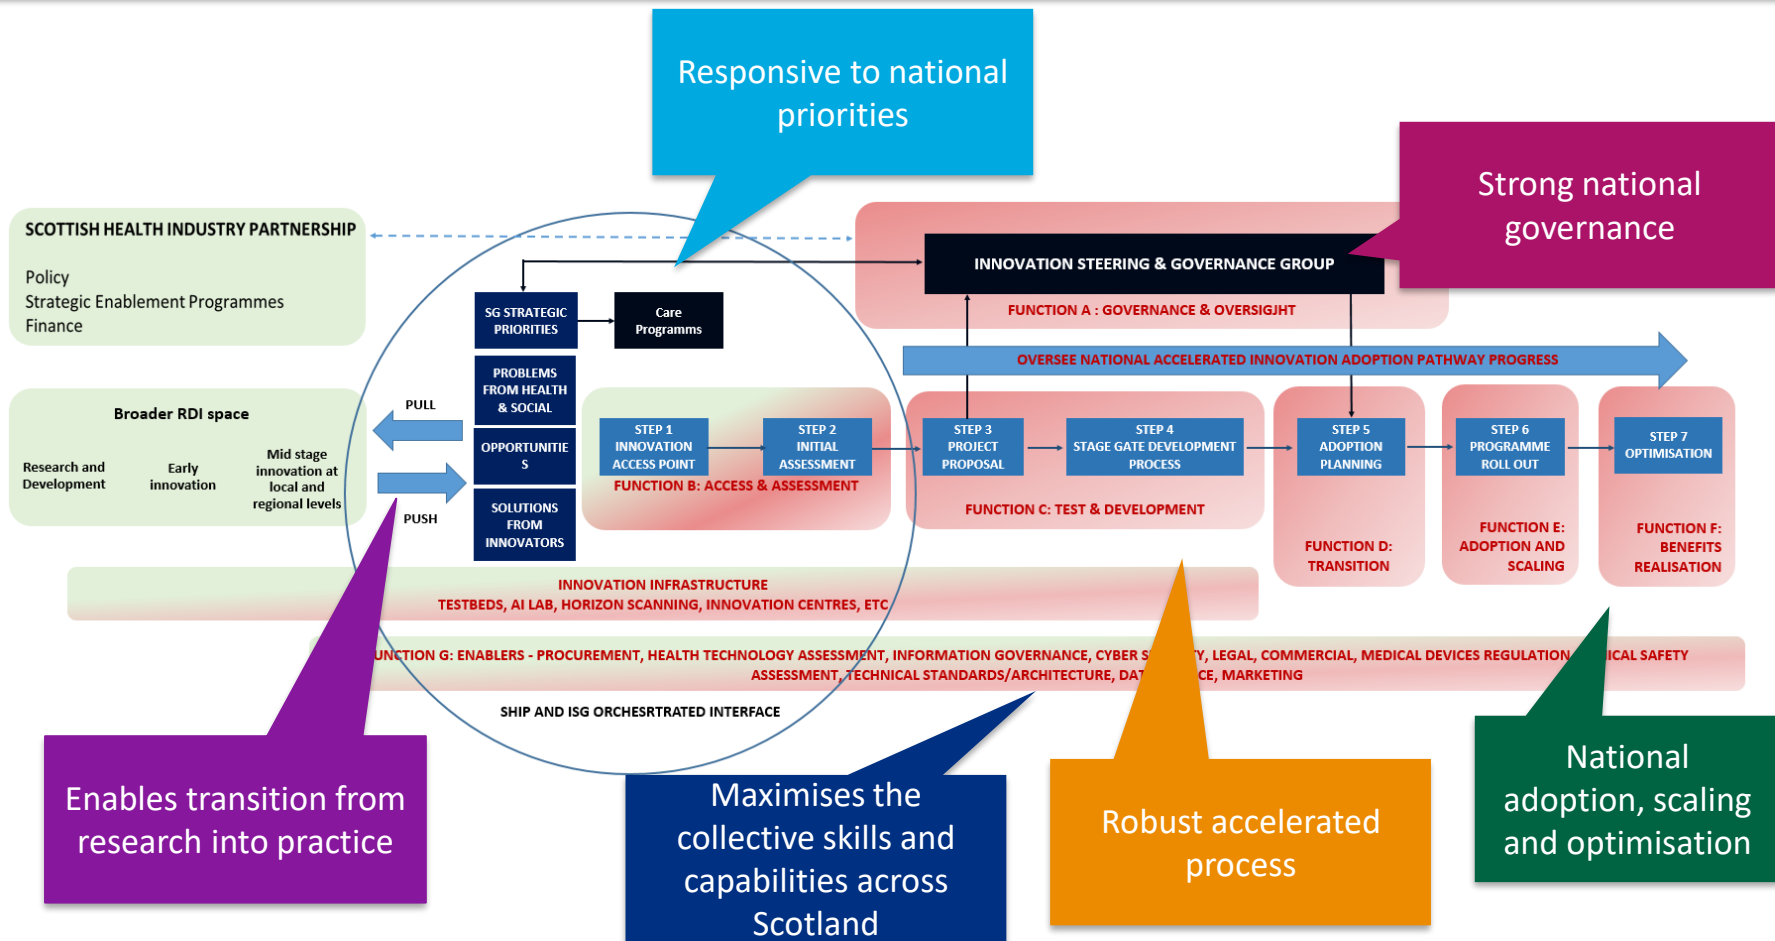 Responsive to national
priorities
Strong national
governance
SCOTTISH HEALTH INDUSTRY PARTNERSHIP
Policy
Strategic Enablement Programmes
Finance
INNOVATION STEERING & GOVERNANCE GROUP
FUNCTION A : GOVERNANCE & OVERSIGJHT
SG STRATEGIC
PRIORITIES
Care
Programms
OVERSEE NATIONAL ACCELERATED INNOVATION ADOPTION PATHWAY PROGRESS
PROBLEMS
FROM HEALTH
& SOCIAL
Broader RDI space
Research and
Development
Early
innovation
Mid stage
innovation at
local and
regional levels
PULL
PUSH
OPPORTUNITIE
S
SOLUTIONS
FROM
INNOVATORS
STEP 1
INNOVATION
ACCESS POINT
STEP 2
INITIAL
ASSESSMENT
FUNCTION B: ACCESS & ASSESSMENT
STEP 3
PROJECT
PROPOSAL
STEP 4
STAGE GATE DEVELOPMENT
PROCESS
FUNCTION C: TEST & DEVELOPMENT
STEP 5
ADOPTION
PLANNING
FUNCTION D:
TRANSITION
STEP 6
PROGRAMME
ROLL OUT
FUNCTION E:
ADOPTION AND
SCALING
STEP 7
OPTIMISATION
FUNCTION F:
BENEFITS
REALISATION
INNOVATION INFRASTRUCTURE
TESTBEDS, AI LAB, HORIZON SCANNING, INNOVATION CENTRES, ETC
G: ENABLERS - PROCUREMENT, HEALTH TECHNOLOGY ASSESSMENT, INFORMATION GOVERNANCE, CYBER LEGAL, COMMERCIAL, MEDICAL DEVICES REGULATION SAFETY
ASSESSMENT, TECHNICAL STANDARDS/ARCHITECTURE, MARKETING
SHIP AND ISG ORCHESRTRATED INTERFACE
Enables transition from
research into practice
Maximises the
collective skills and
capabilities across
Scotland
Robust accelerated
process
National
adoption, scaling
and optimisation